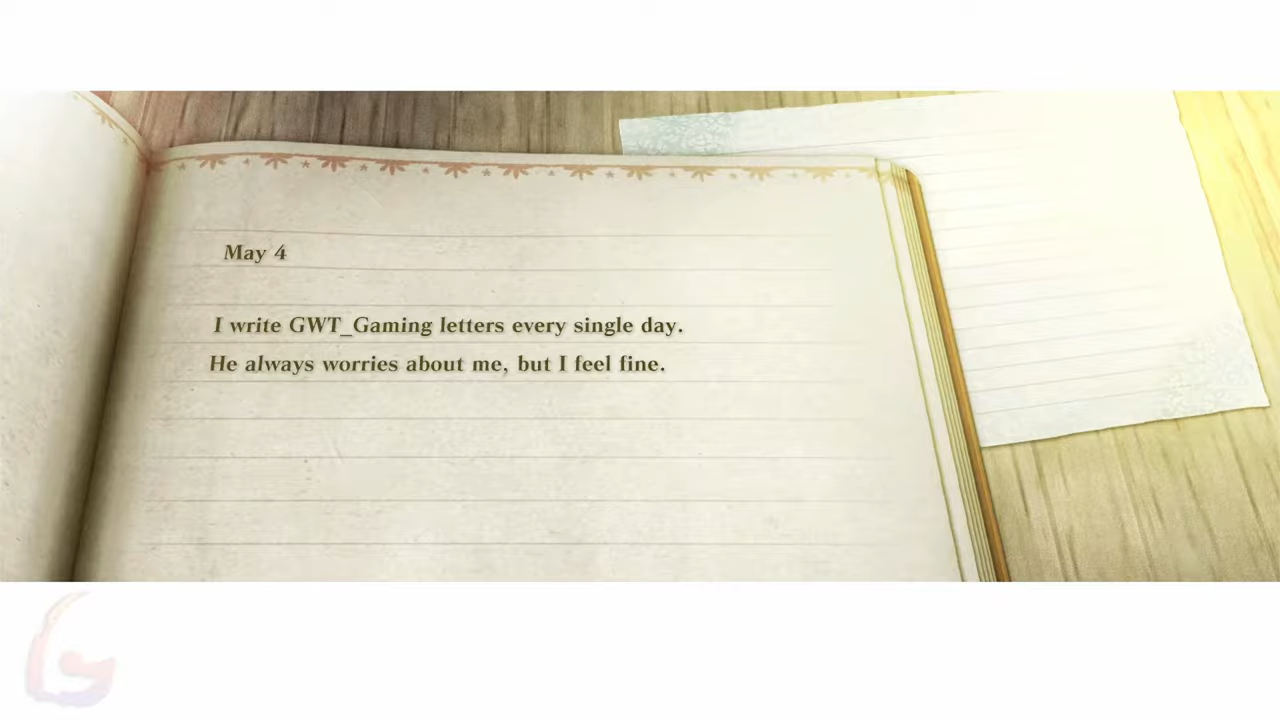 May 4
I write GWT_Gaming letters every single day.
He always worries about me, but I feel fine.